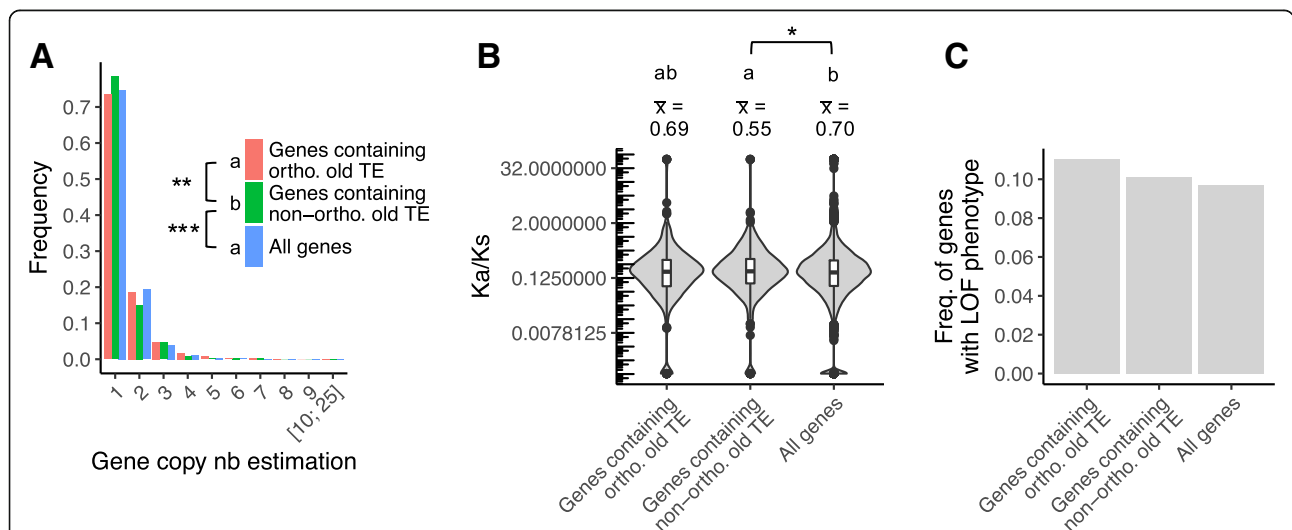 A
Frequency
0.7
0.6
0.5
0.4
0.3
0.2
0.1
0.0
1
2
3
4
5
6
7
8
9
[10; 25]
Gene copy nb estimation
**
***
a
Genes containing
ortho. old TE
b
Genes containing
non−ortho. old TE
a
All genes
B
*
ab
a
b
x̅ =
0.69
x̅ =
0.55
x̅ =
0.70
Ka/Ks
32.0000000
2.0000000
0.1250000
0.0078125
Genes containing
ortho. old TE
Genes containing
non−ortho. old TE
All genes
C
Freq. of genes
with LOF phenotype
0.10
0.08
0.06
0.04
0.02
0.00
Genes containing
ortho. old TE
Genes containing
non−ortho. old TE
All genes